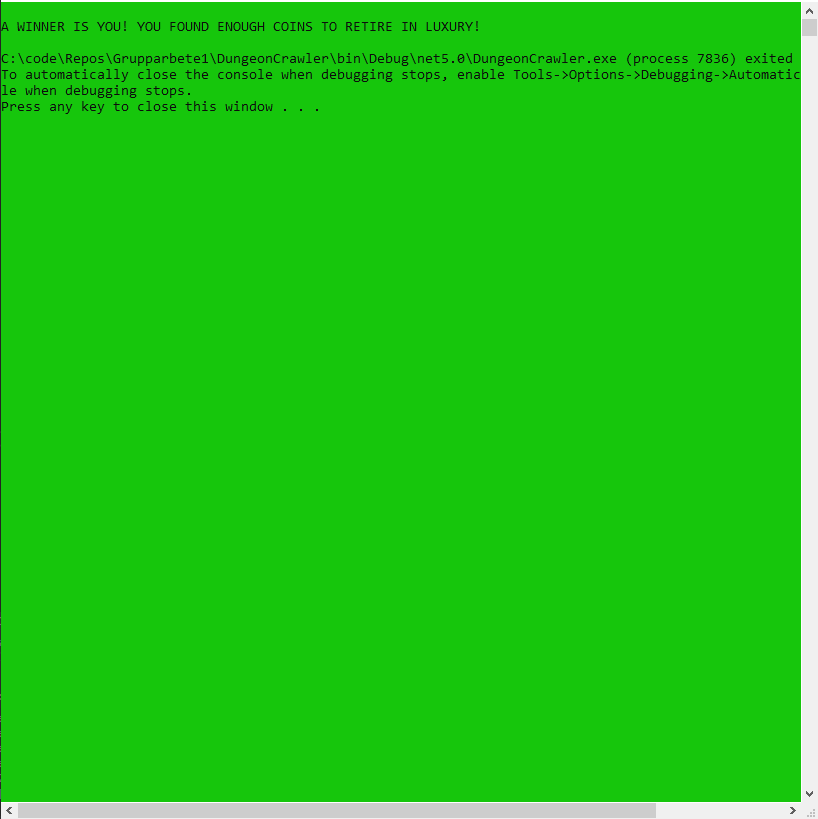 A WINNER IS YOU! YOU FOUND ENOUGH COINS TO RETIRE IN LUXURY!
C:\code\Repos\Grupparbete1\DungeonCrawler\bin\Debug\net5.0\DungeonCrawler.exe (process 7836) exited
To automatically close the console when debugging stops, enable Tools->Options->Debugging->Automatic
le when debugging stops.
Press any key to close this window . . .